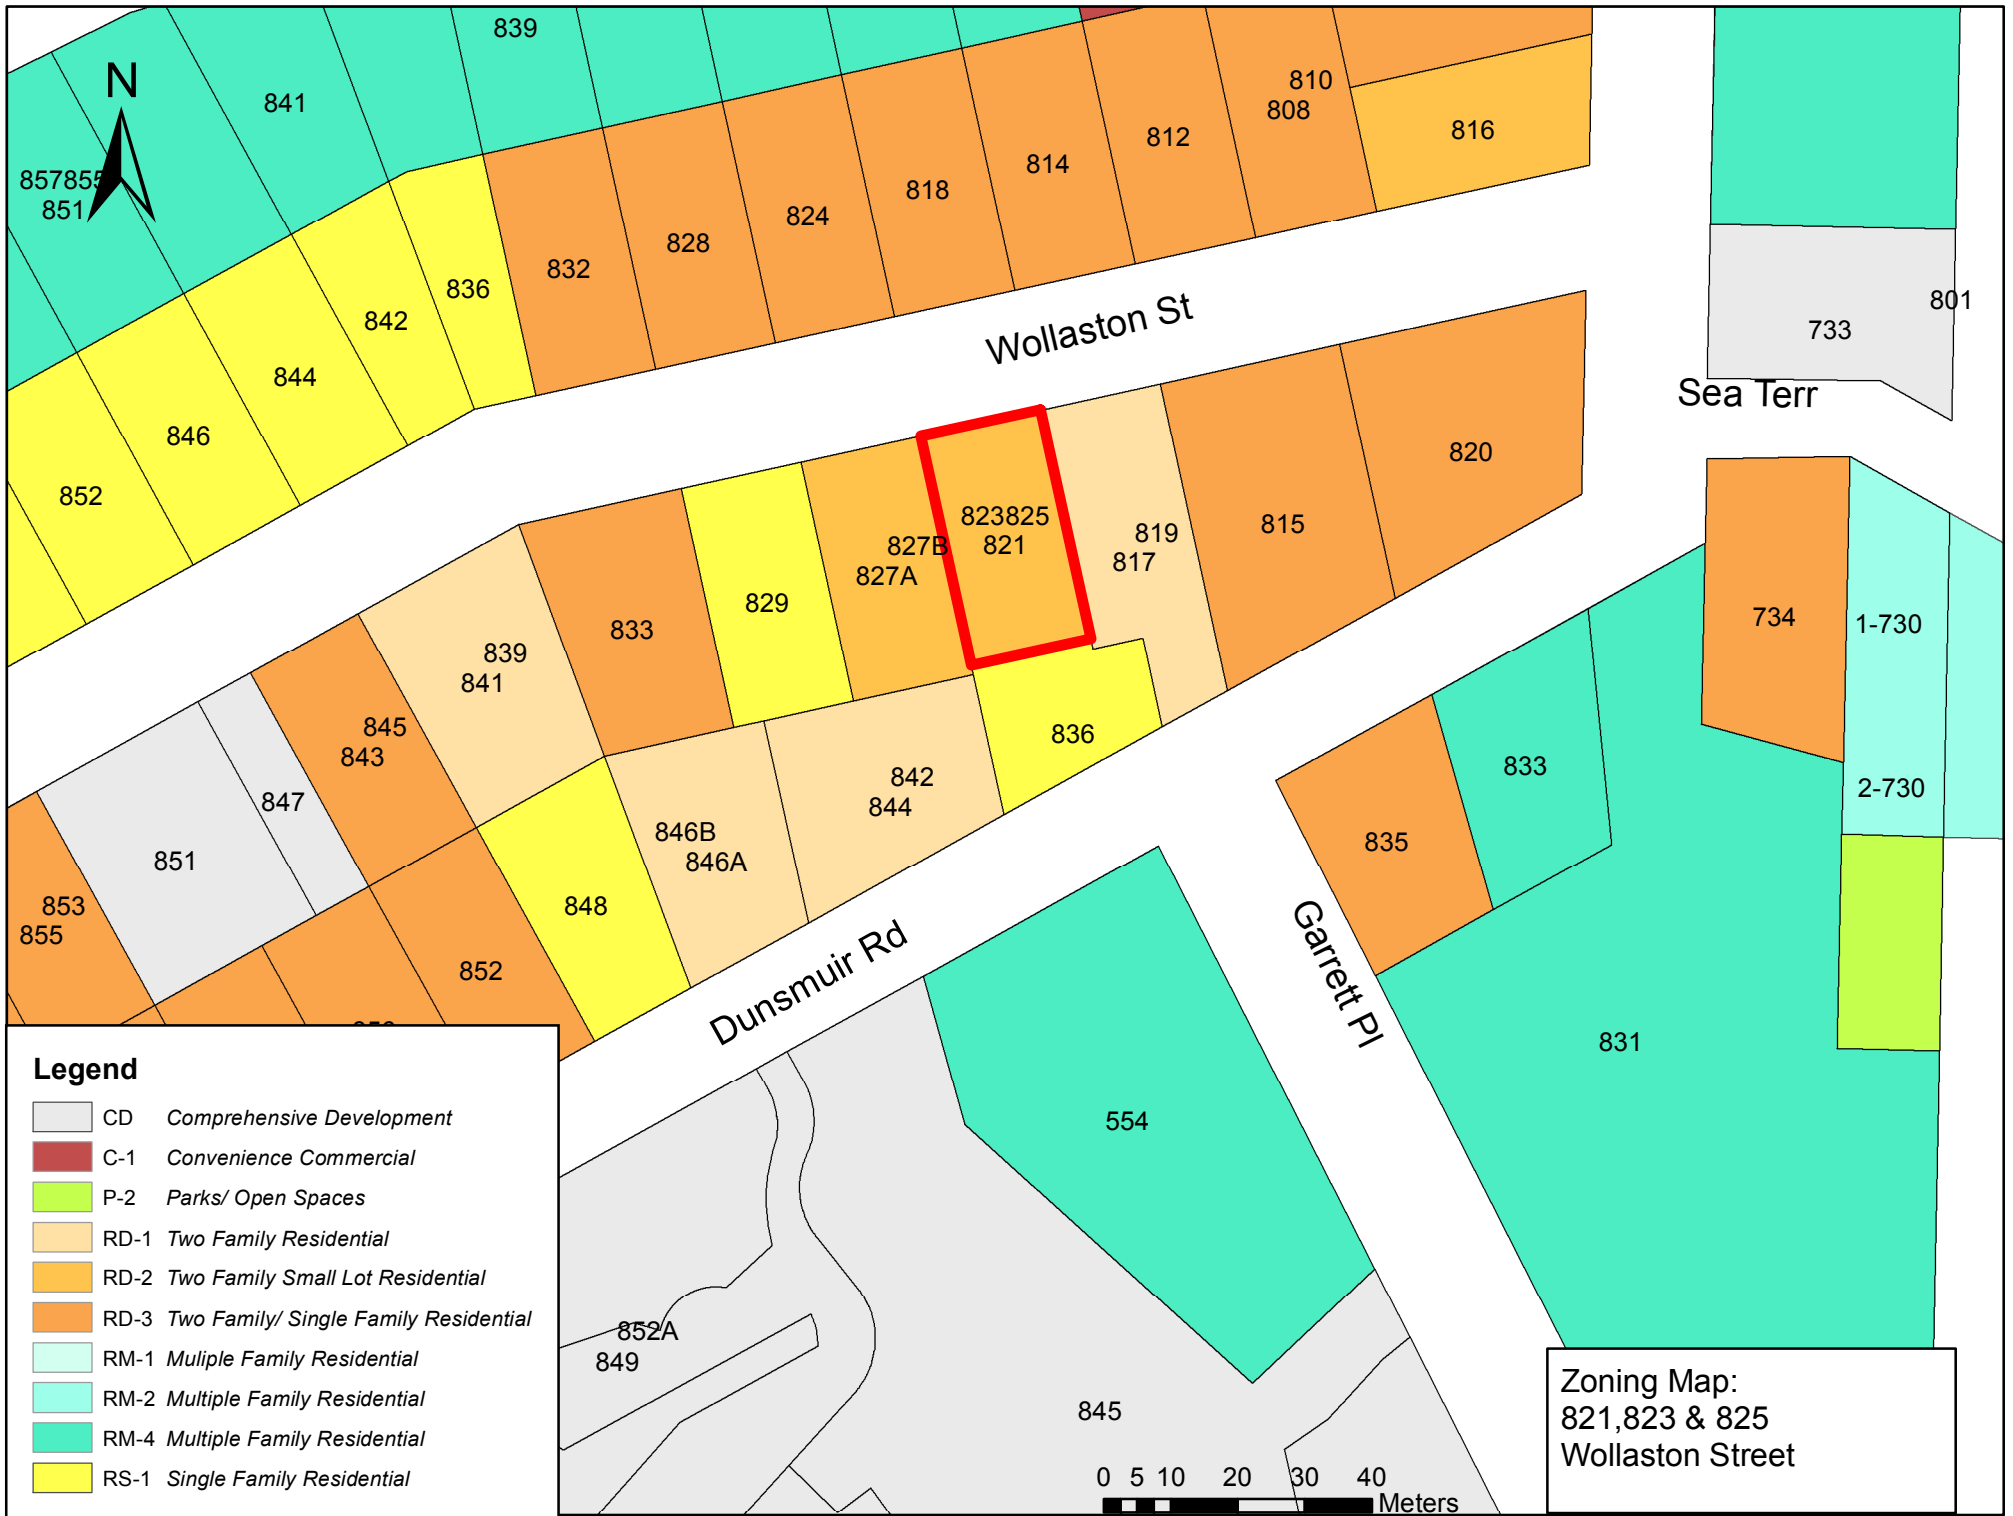 839
N
841
810
808
816
812
814
857855
851
818
824
828
832
836
842
844
846
852
801
733
Wollaston St
Sea Terr
820
815
823825
821
819
817
827B
827A
829
833
839
841
845
843
847
851
853
855
734
1-730
2-730
836
842
844
846B
846A
848
852
833
835
Dunsmuir Rd
Garrett Pl
831
554
852A
849
845
Legend
CD Comprehensive Development
C-1 Convenience Commercial
P-2 Parks/ Open Spaces
RD-1 Two Family Residential
RD-2 Two Family Small Lot Residential
RD-3 Two Family/ Single Family Residential
RM-1 Muliple Family Residential
RM-2 Multiple Family Residential
RM-4 Multiple Family Residential
RS-1 Single Family Residential
0 5 10 20 30 40
Meters
Zoning Map:
821,823 & 825
Wollaston Street